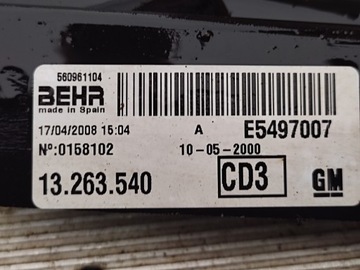 560961104
BEHR
made in Spain
17/04/2008 15:04 A E5497007
Nº:0158102 10-05-2000
13.263.540 CD3 GM